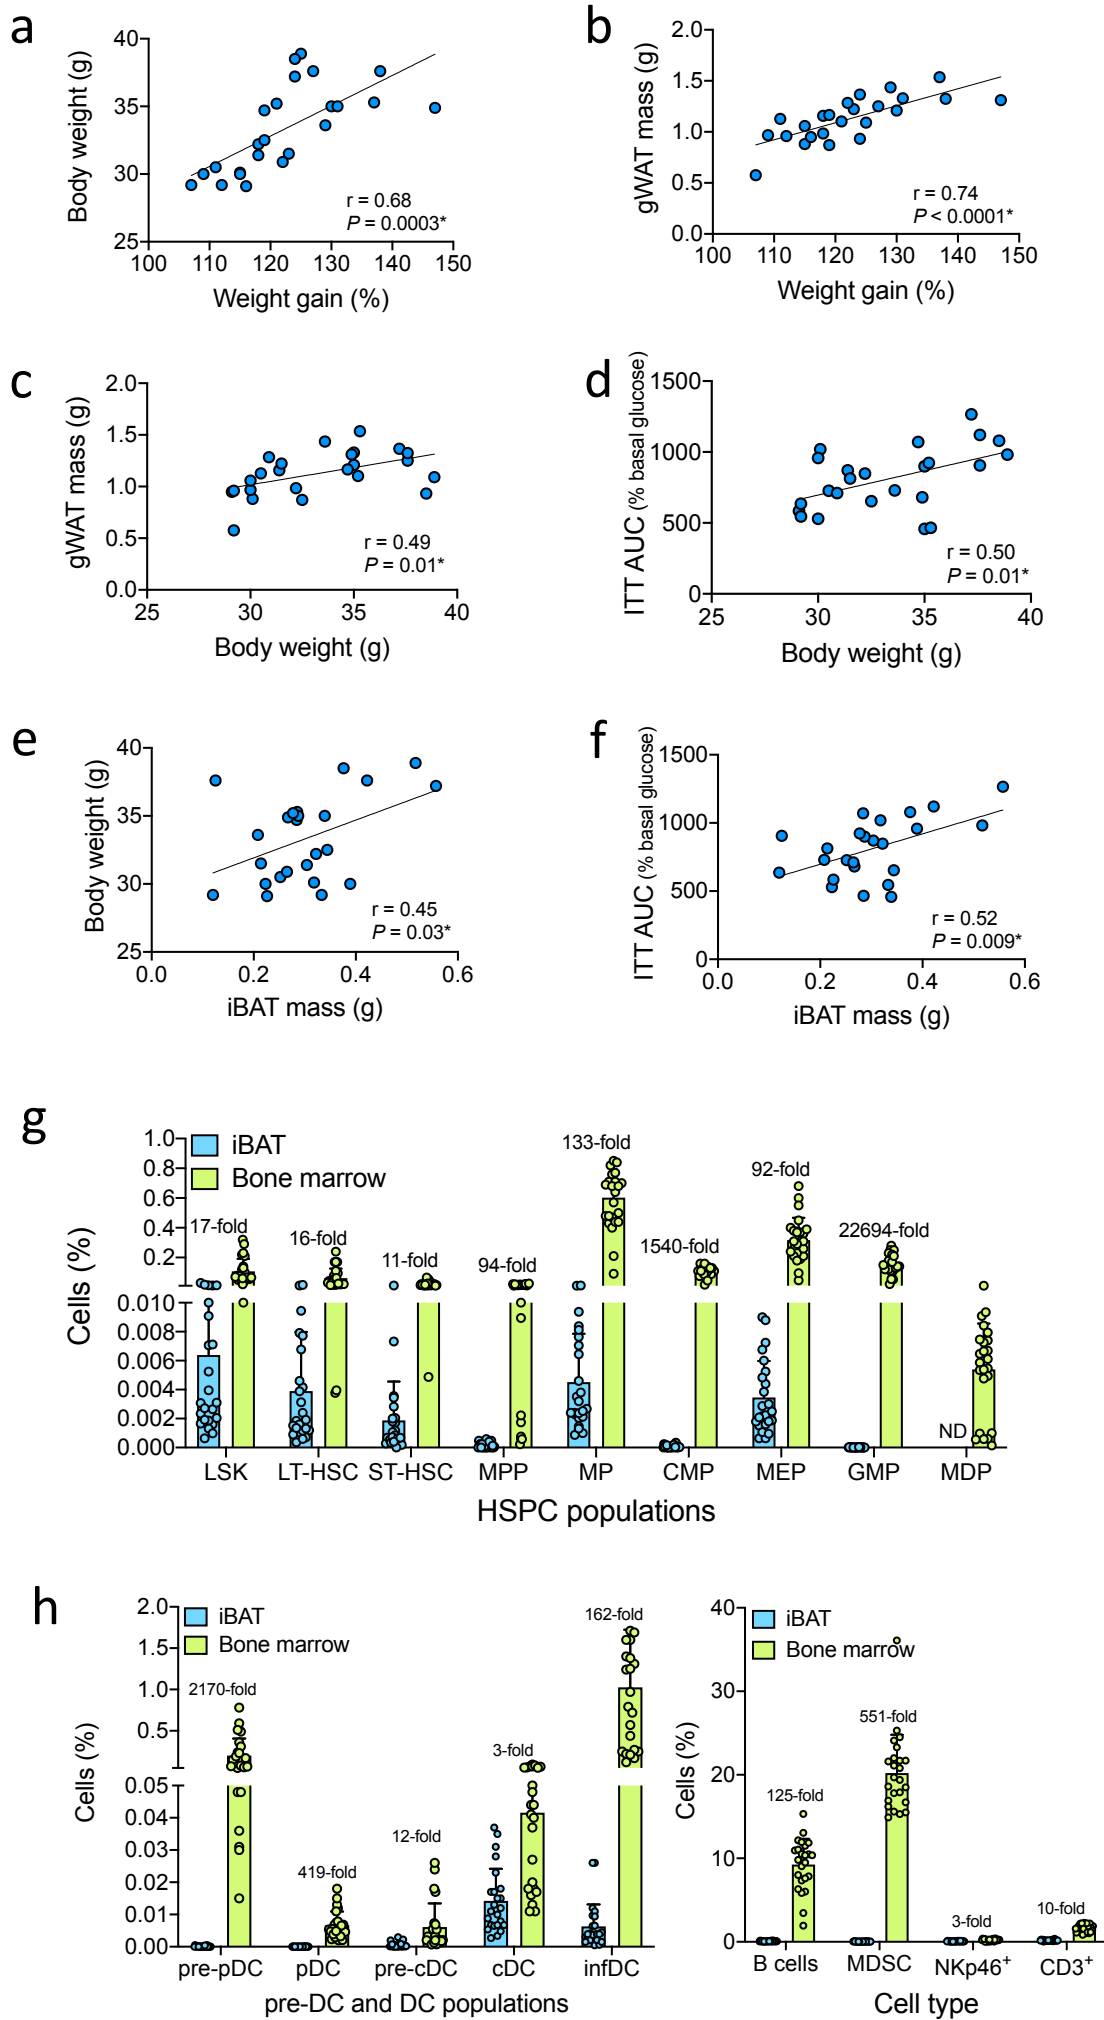 a
Body weight (g)
40
35
30
25
100 110 120 130 140 150
Weight gain (%)
r = 0.68
P = 0.0003*
b
gWAT mass (g)
2.0
1.5
1.0
0.5
0.0
100 110 120 130 140 150
Weight gain (%)
r = 0.74
P < 0.0001*
c
gWAT mass (g)
2.0
1.5
1.0
0.5
0.0
25 30 35 40
Body weight (g)
r = 0.49
P = 0.01*
d
ITT AUC (% basal glucose)
1500
1000
500
0
25 30 35 40
Body weight (g)
r = 0.50
P = 0.01*
e
Body weight (g)
40
35
30
25
0.0 0.2 0.4 0.6
iBAT mass (g)
r = 0.45
P = 0.03*
f
ITT AUC (% basal glucose)
1500
1000
500
0
0.0 0.2 0.4 0.6
iBAT mass (g)
r = 0.52
P = 0.009*
g
Cells (%)
1.0
0.8
0.6
0.4
0.2
0.010
0.008
0.006
0.004
0.002
0.000
iBAT
Bone marrow
17-fold
16-fold
11-fold
94-fold
133-fold
1540-fold
92-fold
22694-fold
ND
LSK LT-HSC ST-HSC MPP MP CMP MEP GMP MDP
HSPC populations
h
Cells (%)
2.0
1.5
1.0
0.5
0.05
0.04
0.03
0.02
0.01
0.00
iBAT
Bone marrow
2170-fold
419-fold
12-fold
3-fold
162-fold
pre-pDC pDC pre-cDC cDC infDC
pre-DC and DC populations
Cells (%)
40
30
20
10
0
iBAT
Bone marrow
125-fold
551-fold
3-fold
10-fold
B cells MDSC NKp46+ CD3+
Cell type